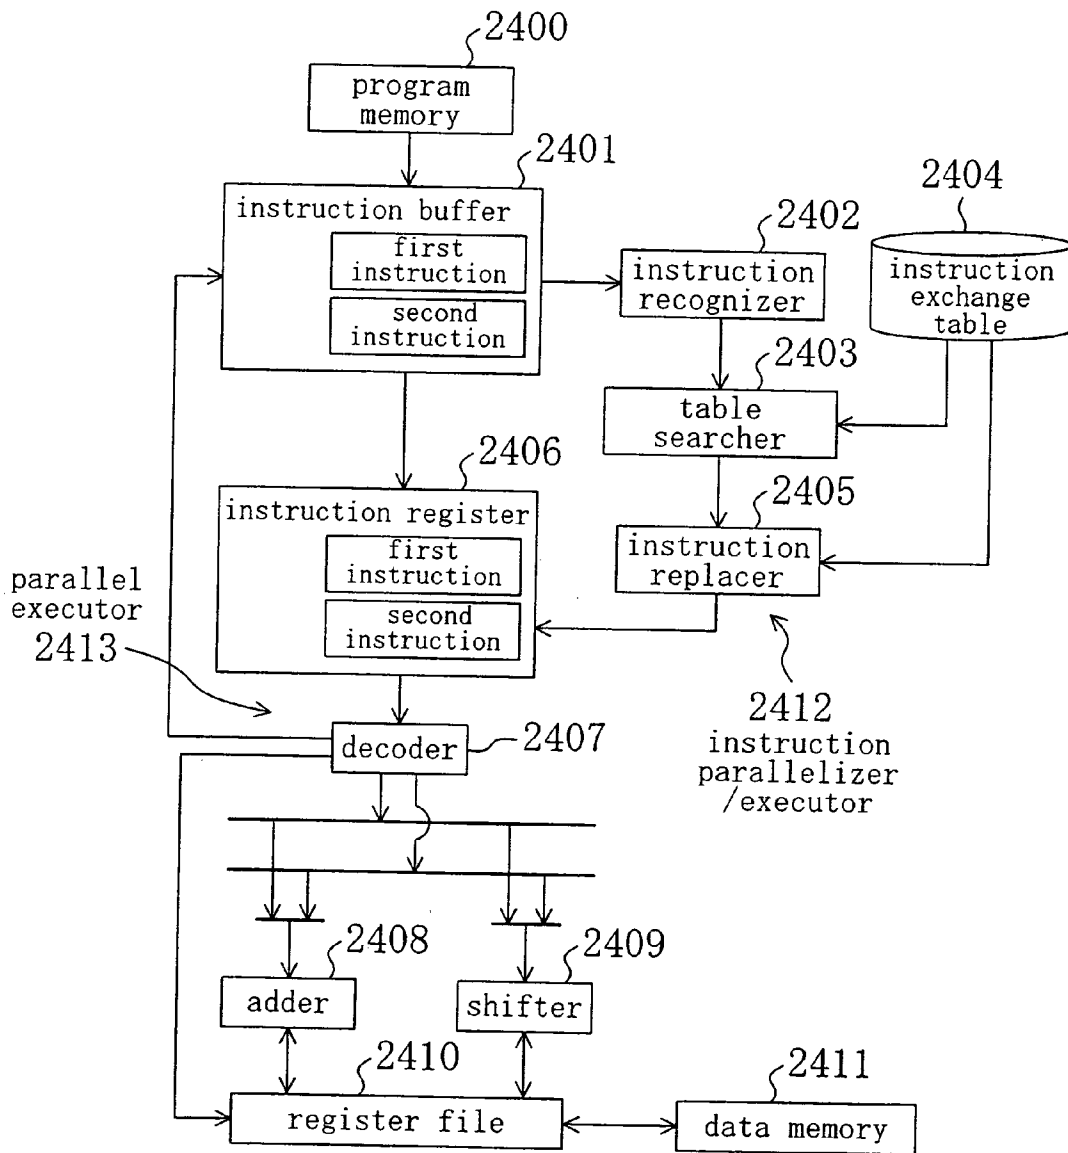 2400
program
memory
2401
instruction buffer
first
instruction
second
instruction
2402
instruction
recognizer
2404
instruction
exchange
table
2403
table
searcher
2406
instruction register
first
instruction
second
instruction
2405
instruction
replacer
parallel
executor
2413
2412
instruction
parallelizer
/executor
decoder
2407
2408
adder
2409
shifter
2410
register file
2411
data memory